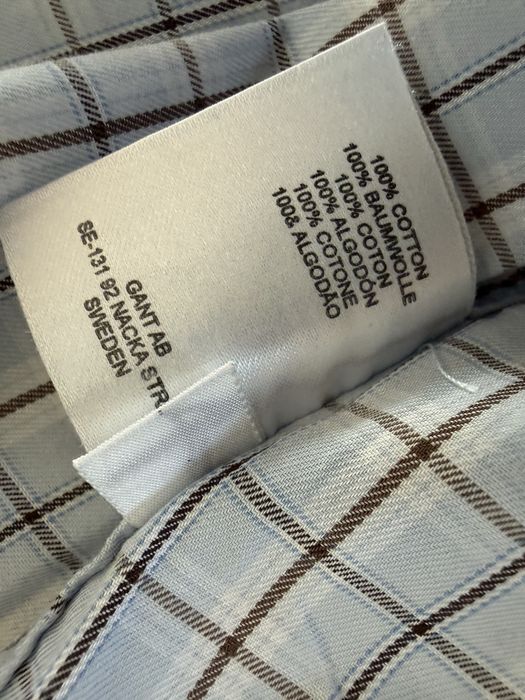 100% COTTON
100% BAUMWOLLE
100% COTON
100% ALGODÓN
100% COTONE
100& ALGODÃO
GANT AB
SE-131 92 NACKA STR
SWEDEN